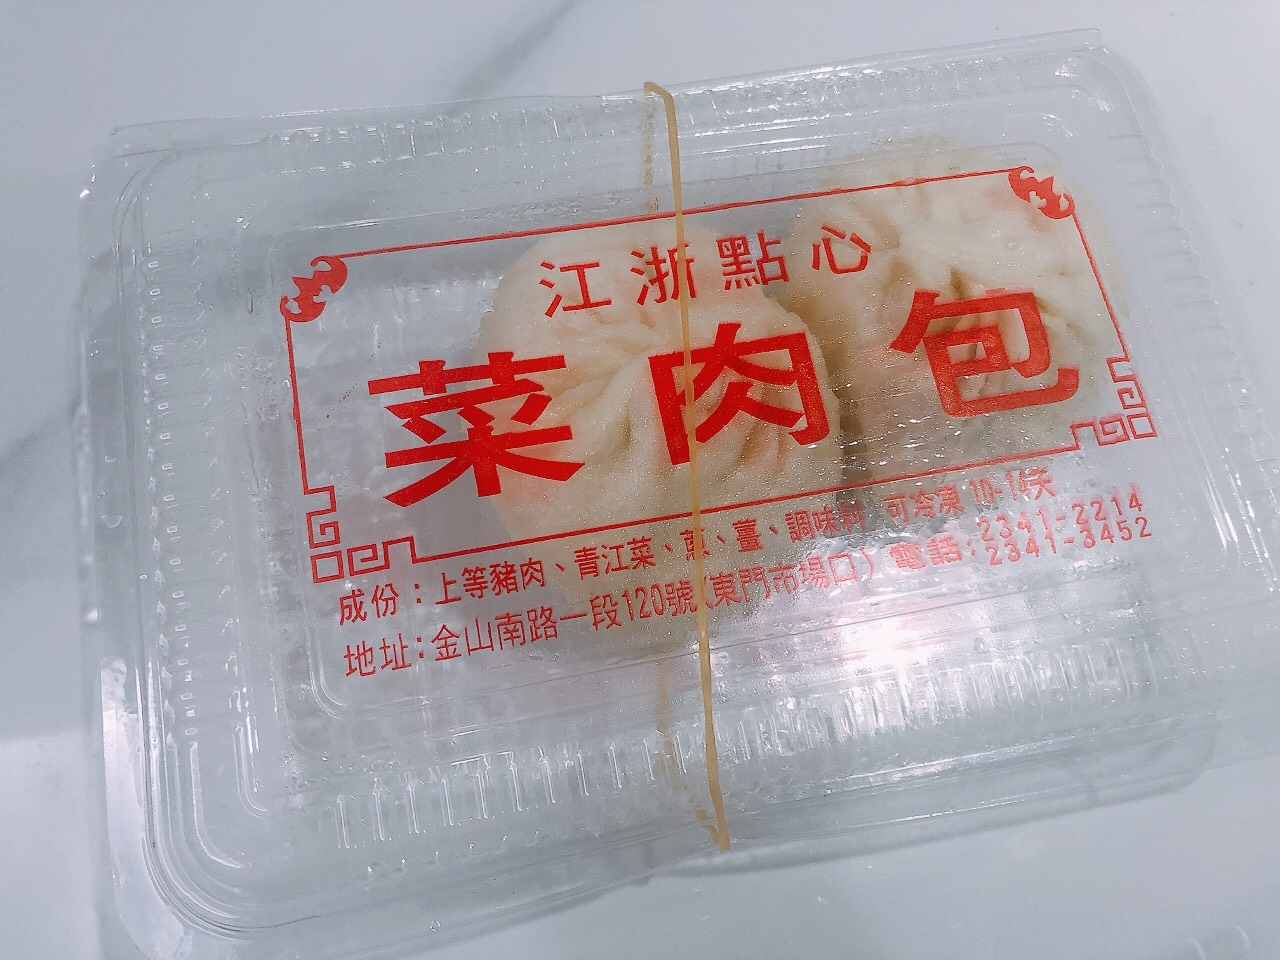 江浙點心
菜肉包
成份：上等豬肉、青江菜、蔥、薑、調味料 可冷凍 10-14天
地址：金山南路一段120號(東門市場口) 電話：2341-2214
2341-3452